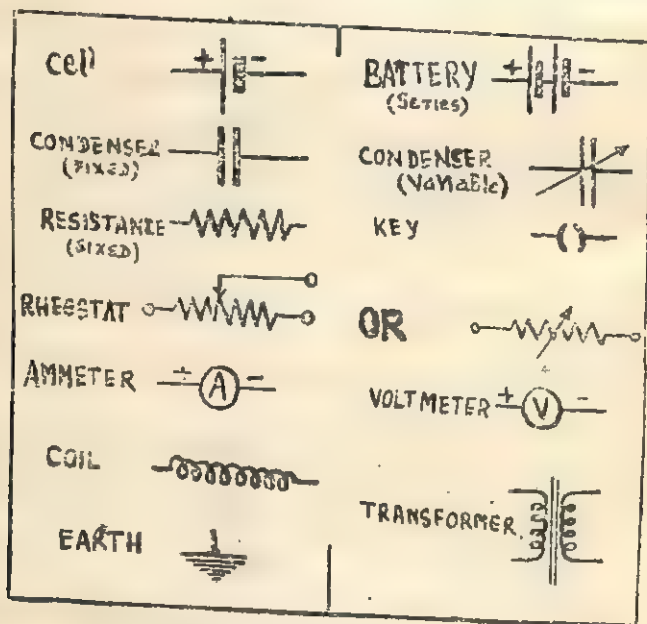 Cell + -
BATTERY + -
(Series)
CONDENSER
(FIXED)
CONDENSER
(Variable)
RESISTANCE
(FIXED)
KEY
RHEOSTAT
OR
AMMETER + A -
VOLTMETER + V -
COIL
TRANSFORMER
EARTH